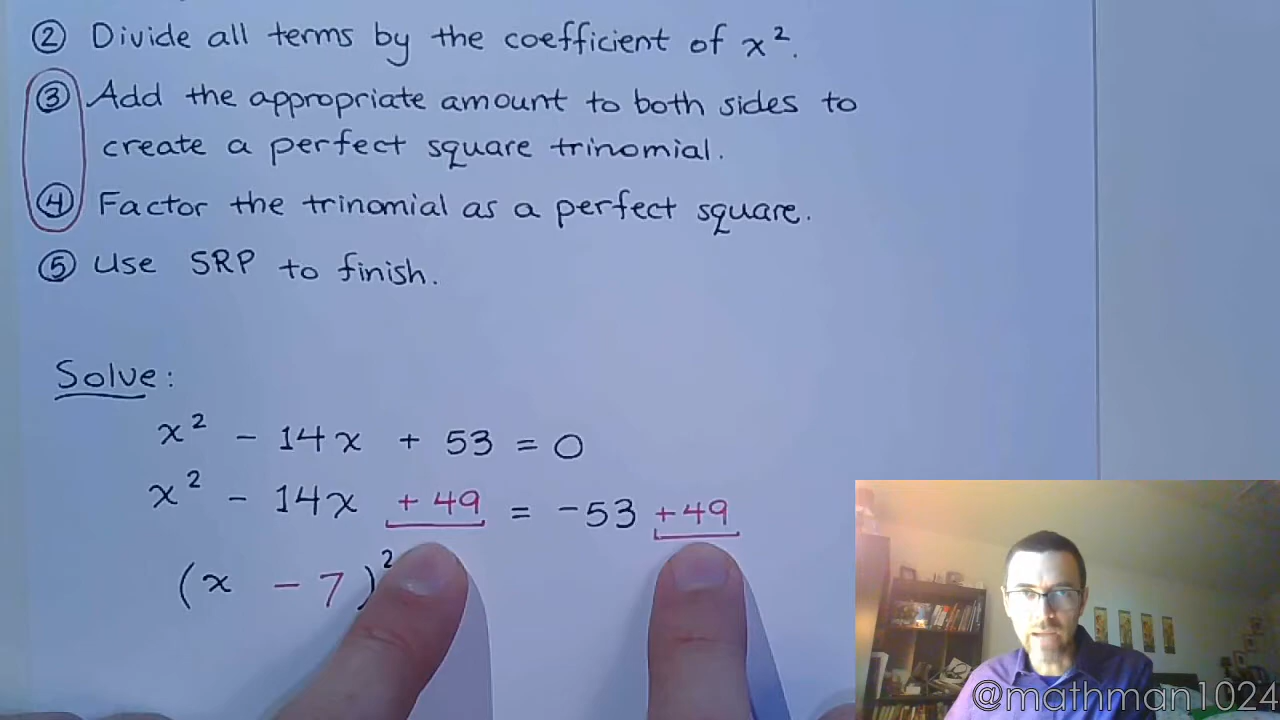 ② Divide all terms by the coefficient of x².
③ Add the appropriate amount to both sides to
create a perfect square trinomial.
④ Factor the trinomial as a perfect square.
⑤ Use SRP to finish.
Solve:
x² - 14x + 53 = 0
x² - 14x + 49 = -53 + 49
(x - 7)²
@mathman1024